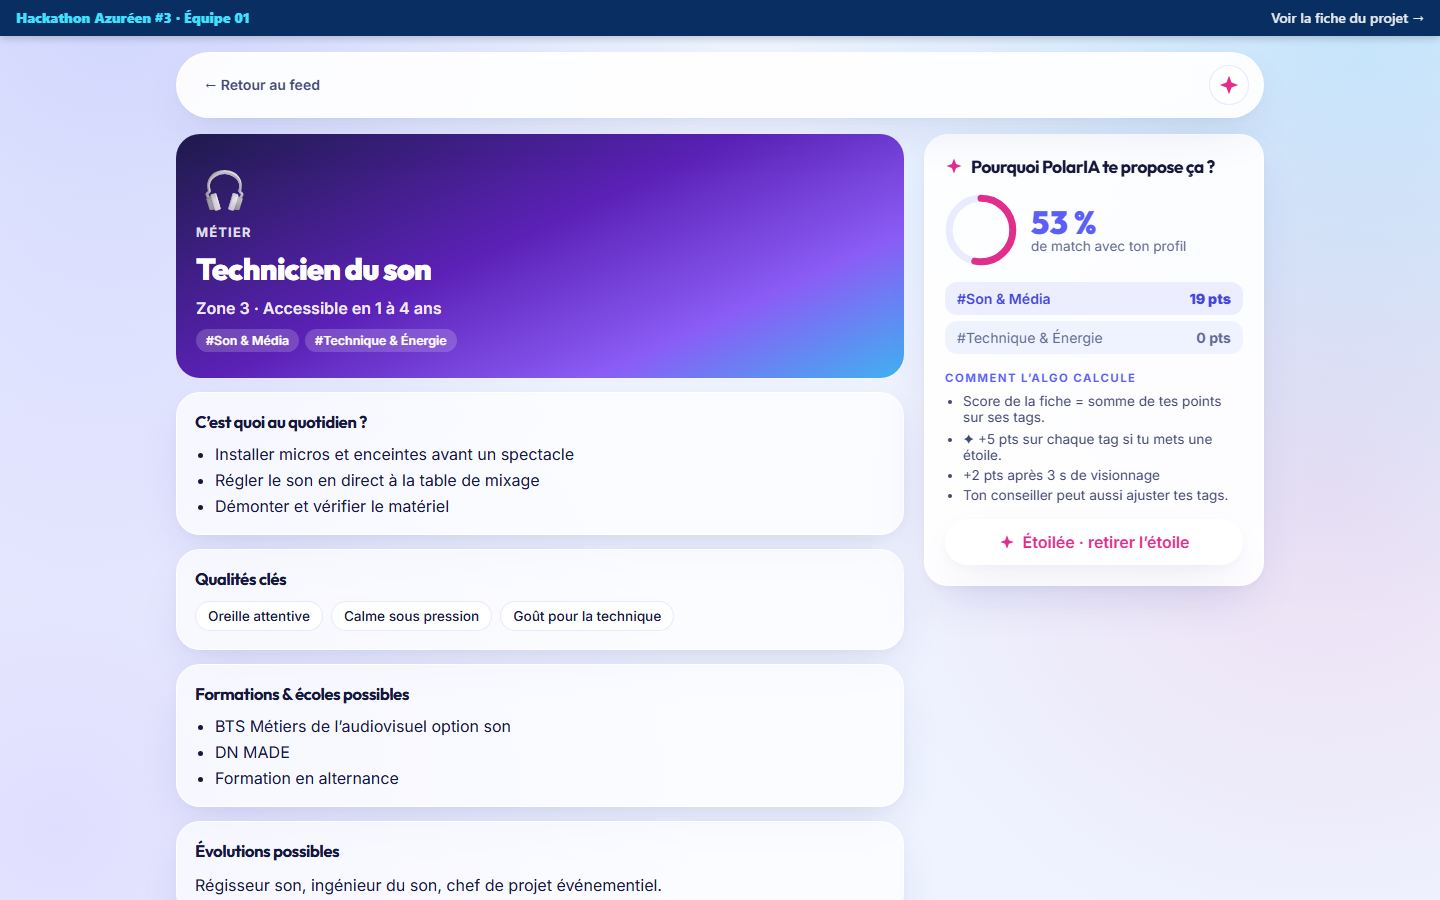 Hackathon Azuréen #3 · Équipe 01
Voir la fiche du projet →
← Retour au feed
MÉTIER
Technicien du son
Zone 3 · Accessible en 1 à 4 ans
#Son & Média
#Technique & Énergie
C’est quoi au quotidien ?
• Installer micros et enceintes avant un spectacle
• Régler le son en direct à la table de mixage
• Démonter et vérifier le matériel
Qualités clés
Oreille attentive
Calme sous pression
Goût pour la technique
Formations & écoles possibles
• BTS Métiers de l’audiovisuel option son
• DN MADE
• Formation en alternance
Évolutions possibles
Régisseur son, ingénieur du son, chef de projet événementiel.
Pourquoi PolarIA te propose ça ?
53 %
de match avec ton profil
#Son & Média 19 pts
#Technique & Énergie 0 pts
COMMENT L’ALGO CALCULE
• Score de la fiche = somme de tes points
sur ses tags.
• ✦ +5 pts sur chaque tag si tu mets une
étoile.
• +2 pts après 3 s de visionnage
• Ton conseiller peut aussi ajuster tes tags.
✦ Étoilée · retirer l’étoile